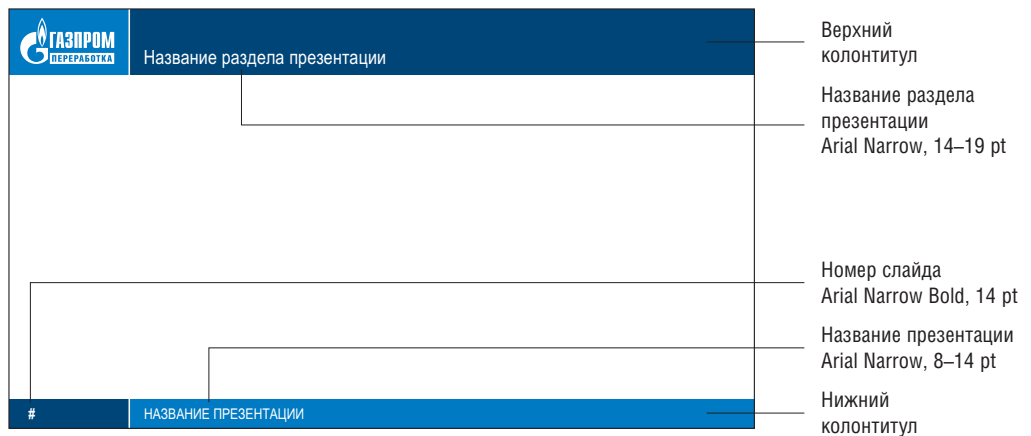 ГАЗПРОМ
ПЕРЕРАБОТКА
Название раздела презентации
Верхний
колонтитул
Название раздела
презентации
Arial Narrow, 14–19 pt
Номер слайда
Arial Narrow Bold, 14 pt
Название презентации
Arial Narrow, 8–14 pt
#
НАЗВАНИЕ ПРЕЗЕНТАЦИИ
Нижний
колонтитул